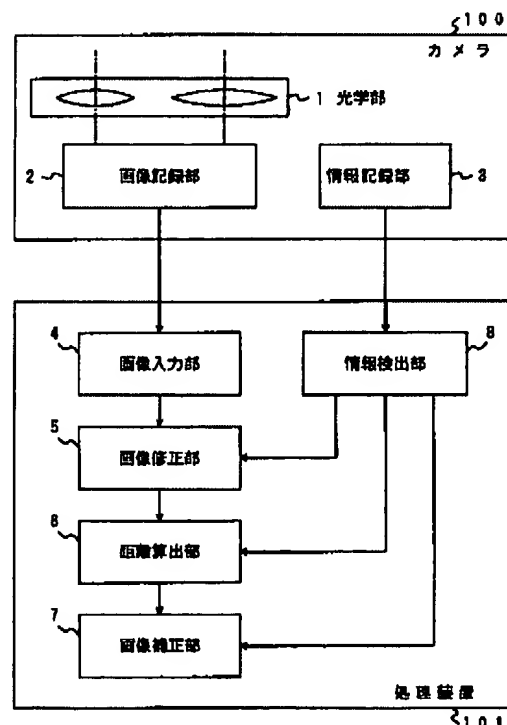 100
カメラ
1 光学部
2
画像記録部
情報記録部
3
4
画像入力部
情報検出部
8
5
画像修正部
6
距離算出部
7
画像補正部
処理装置
101